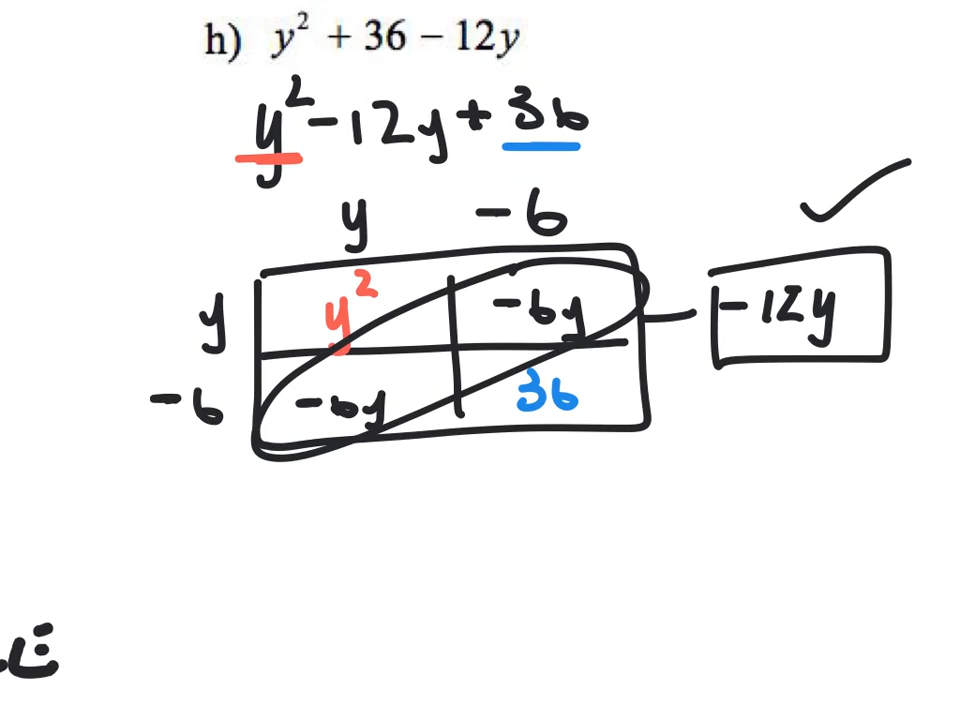 h) y² + 36 − 12y
y² - 12y + 36
y - 6
y y² - 6y - 12y
- 6 - 6y 36